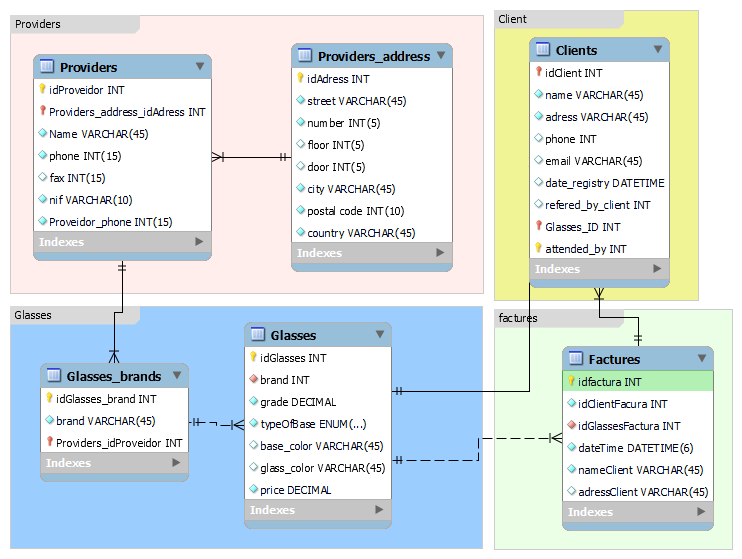 Providers
Providers
idProveidor INT
Providers_address_idAdress INT
Name VARCHAR(45)
phone INT(15)
fax INT(15)
nif VARCHAR(10)
Proveidor_phone INT(15)
Indexes
Providers_address
idAdress INT
street VARCHAR(45)
number INT(5)
floor INT(5)
door INT(5)
city VARCHAR(45)
postal code INT(10)
country VARCHAR(45)
Indexes
Client
Clients
idClient INT
name VARCHAR(45)
adress VARCHAR(45)
phone INT
email VARCHAR(45)
date_registry DATETIME
refered_by_client INT
Glasses_ID INT
attended_by INT
Indexes
Glasses
Glasses_brands
idGlasses_brand INT
brand VARCHAR(45)
Providers_idProveidor INT
Indexes
Glasses
idGlasses INT
brand INT
grade DECIMAL
typeOfBase ENUM(...)
base_color VARCHAR(45)
glass_color VARCHAR(45)
price DECIMAL
Indexes
factures
Factures
idfactura INT
idClientFacura INT
idGlassesFactura INT
dateTime DATETIME(6)
nameClient VARCHAR(45)
adressClient VARCHAR(45)
Indexes